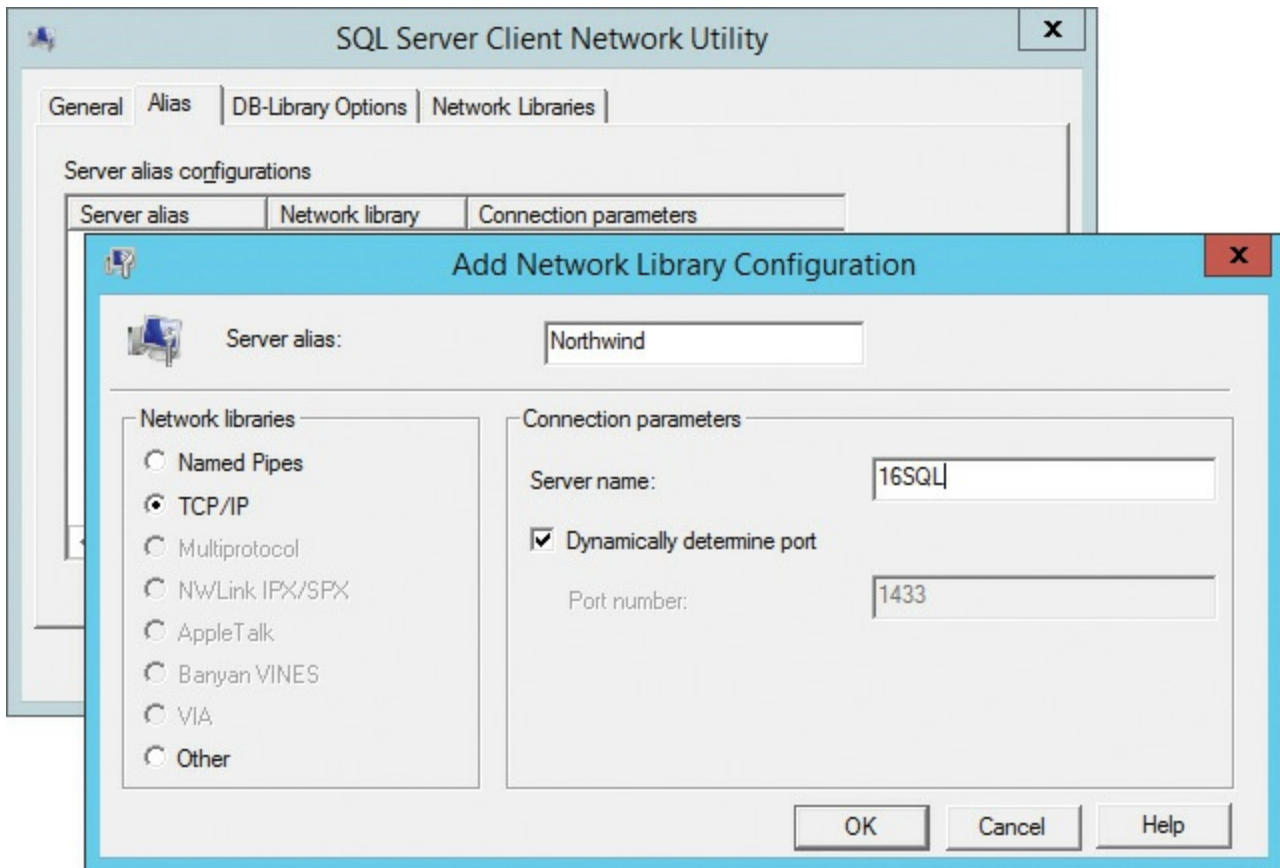 SQL Server Client Network Utility
X
General Alias DB-Library Options Network Libraries
Server alias configurations
Server alias Network library Connection parameters
Add Network Library Configuration
X
Server alias: Northwind
Network libraries
Named Pipes
TCP/IP
Multiprotocol
NWLink IPX/SPX
AppleTalk
Banyan VINES
VIA
Other
Connection parameters
Server name: 16SQL
Dynamically determine port
Port number: 1433
OK Cancel Help